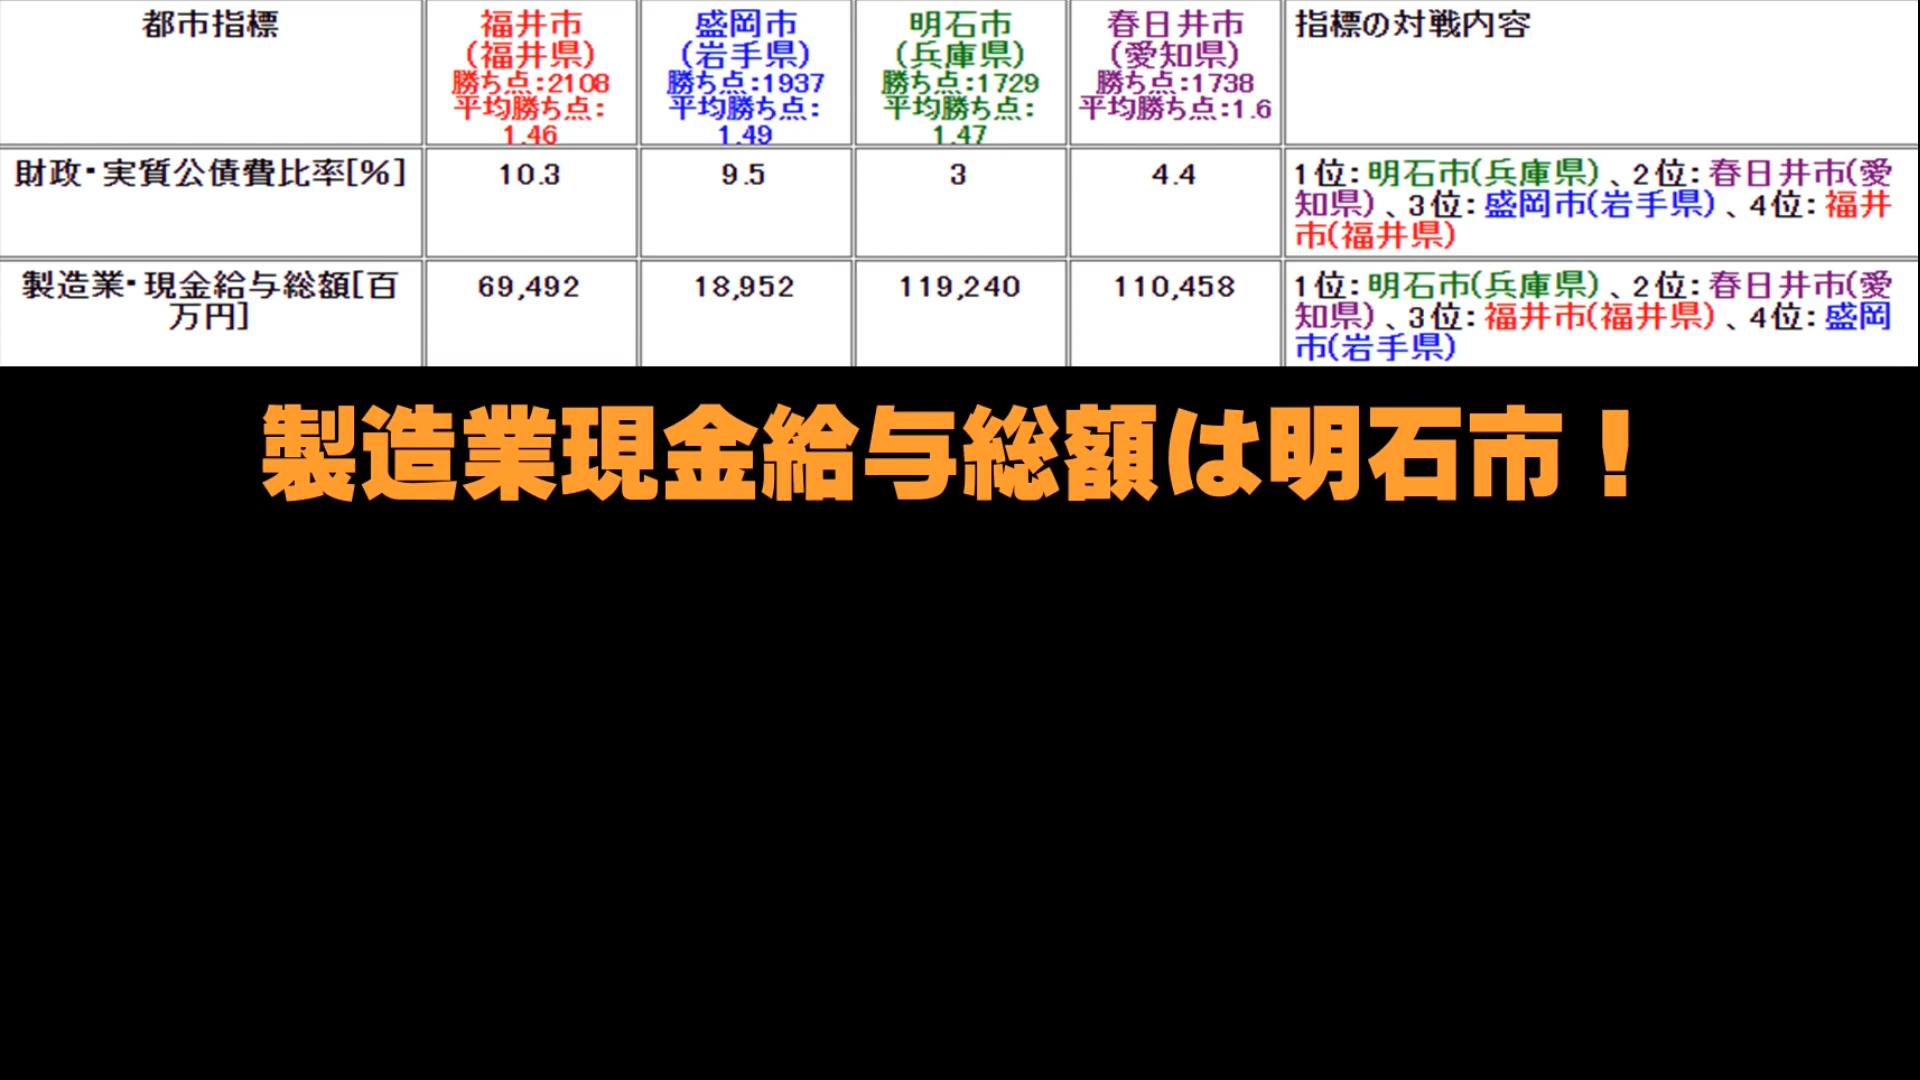 都市指標
福井市
(福井県)
勝ち点:2108
平均勝ち点:
1.46
盛岡市
(岩手県)
勝ち点:1937
平均勝ち点:
1.49
明石市
(兵庫県)
勝ち点:1729
平均勝ち点:
1.47
春日井市
(愛知県)
勝ち点:1738
平均勝ち点:1.6
指標の対戦内容
財政・実質公債費比率[%]
10.3
9.5
3
4.4
1位:明石市(兵庫県)、2位:春日井市(愛
知県)、3位:盛岡市(岩手県)、4位:福井
市(福井県)
製造業・現金給与総額[百
万円]
69,492
18,952
119,240
110,458
1位:明石市(兵庫県)、2位:春日井市(愛
知県)、3位:福井市(福井県)、4位:盛岡
市(岩手県)
製造業現金給与総額は明石市！